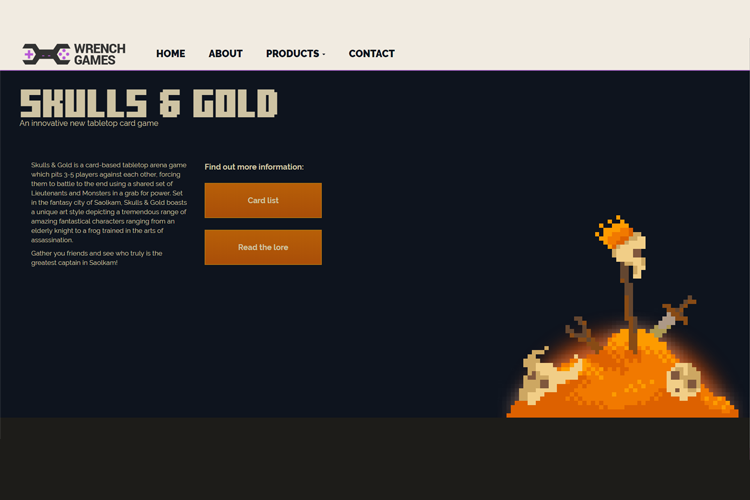 WRENCH
GAMES
HOME ABOUT PRODUCTS CONTACT
SKULLS & GOLD
An innovative new tabletop card game
Skulls & Gold is a card-based tabletop arena game
which pits 3-5 players against each other, forcing
them to battle to the end using a shared set of
Lieutenants and Monsters in a grab for power. Set
in the fantasy city of Saolkam, Skulls & Gold boasts
a unique art style depicting a tremendous range of
amazing fantastical characters ranging from an
elderly knight to a frog trained in the arts of
assassination.
Gather you friends and see who truly is the
greatest captain in Saolkam!
Find out more information:
Card list
Read the lore